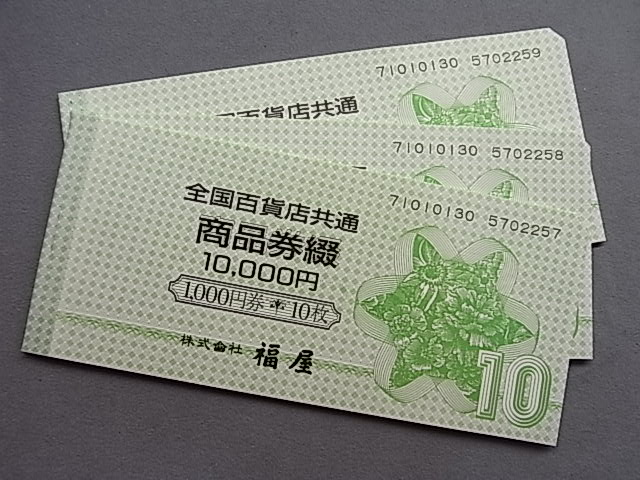 71010130 5702259
全国百貨店共通
71010130 5702258
71010130 5702257
全国百貨店共通
商品券綴
10,000円
1,000円券 10枚
株式会社 福屋
10